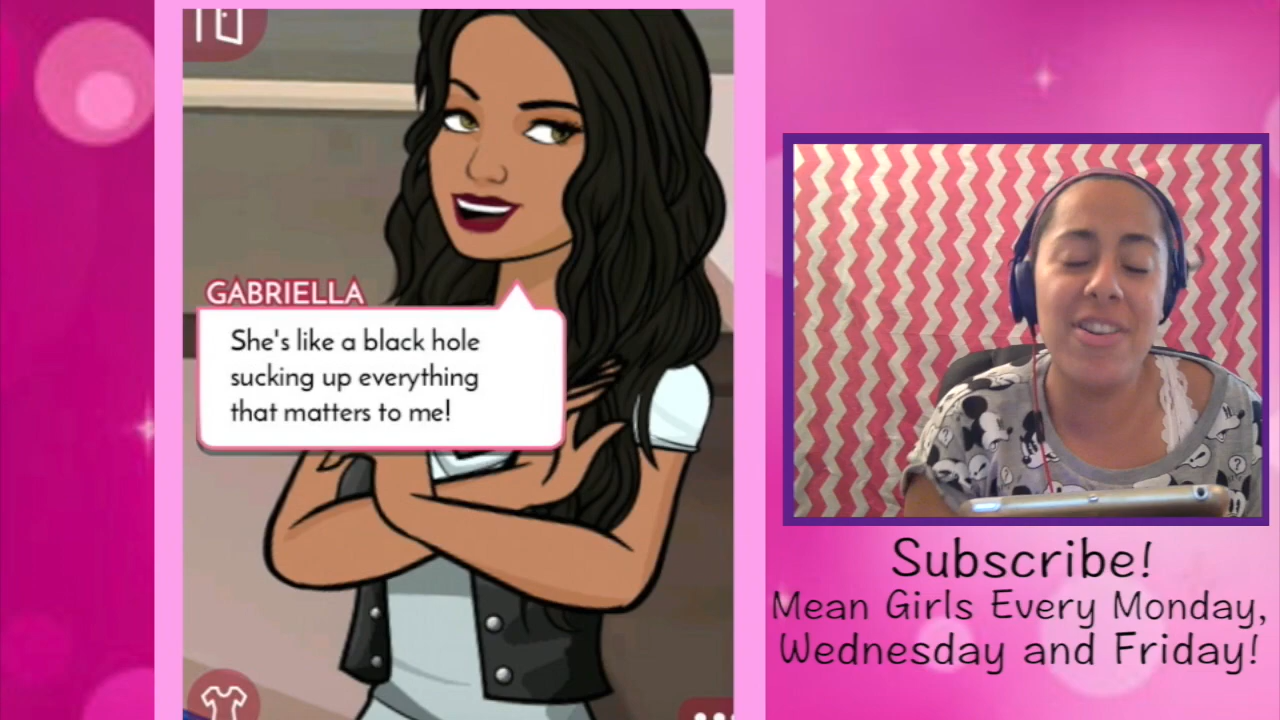 GABRIELLA
She's like a black hole
sucking up everything
that matters to me!
Subscribe!
Mean Girls Every Monday,
Wednesday and Friday!